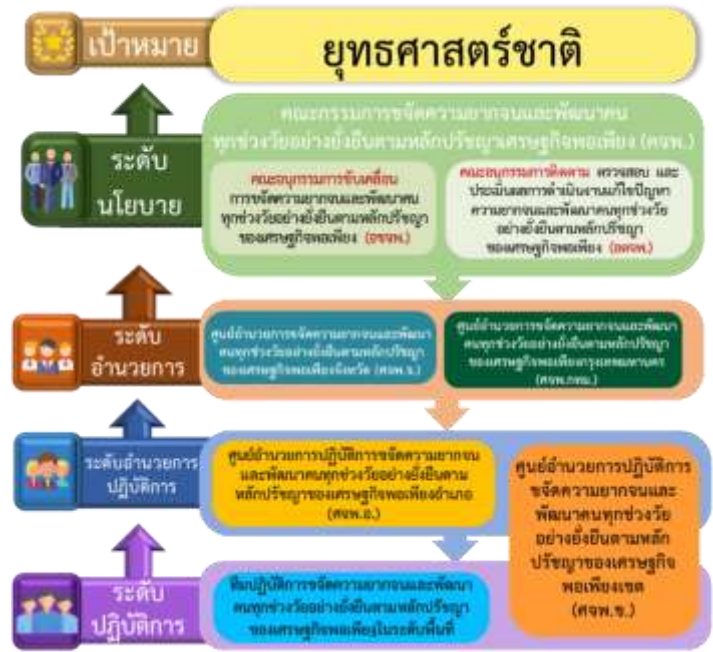 เป้าหมาย
ยุทธศาสตร์ชาติ
ระดับ
นโยบาย
คณะกรรมการขจัดความยากจนและพัฒนาคน
ทุกช่วงวัยอย่างยั่งยืนตามหลักปรัชญาเศรษฐกิจพอเพียง (ศจพ.)
คณะอนุกรรมการขับเคลื่อน
การขจัดความยากจนและพัฒนาคน
ทุกช่วงวัยอย่างยั่งยืนตามหลักปรัชญา
ของเศรษฐกิจพอเพียง (อขจพ.)
คณะอนุกรรมการติดตาม ตรวจสอบ และ
ประเมินผลการดำเนินงานแก้ไขปัญหา
ความยากจนและพัฒนาคนทุกช่วงวัย
อย่างยั่งยืนตามหลักปรัชญา
ของเศรษฐกิจพอเพียง (อตจพ.)
ระดับ
อำนวยการ
ศูนย์อำนวยการขจัดความยากจนและพัฒนา
คนทุกช่วงวัยอย่างยั่งยืนตามหลักปรัชญา
ของเศรษฐกิจพอเพียงจังหวัด (ศจพ.จ.)
ศูนย์อำนวยการขจัดความยากจนและพัฒนา
คนทุกช่วงวัยอย่างยั่งยืนตามหลักปรัชญา
ของเศรษฐกิจพอเพียงกรุงเทพมหานคร
(ศจพ.กทม.)
ระดับอำนวยการ
ปฏิบัติการ
ศูนย์อำนวยการปฏิบัติการขจัดความยากจน
และพัฒนาคนทุกช่วงวัยอย่างยั่งยืนตาม
หลักปรัชญาของเศรษฐกิจพอเพียงอำเภอ
(ศจพ.อ.)
ศูนย์อำนวยการปฏิบัติการ
ขจัดความยากจนและ
พัฒนาคนทุกช่วงวัย
อย่างยั่งยืนตามหลัก
ปรัชญาของเศรษฐกิจ
พอเพียงเขต
(ศจพ.ข.)
ระดับ
ปฏิบัติการ
ทีมปฏิบัติการขจัดความยากจนและพัฒนา
คนทุกช่วงวัยอย่างยั่งยืนตามหลักปรัชญา
ของเศรษฐกิจพอเพียงในระดับพื้นที่